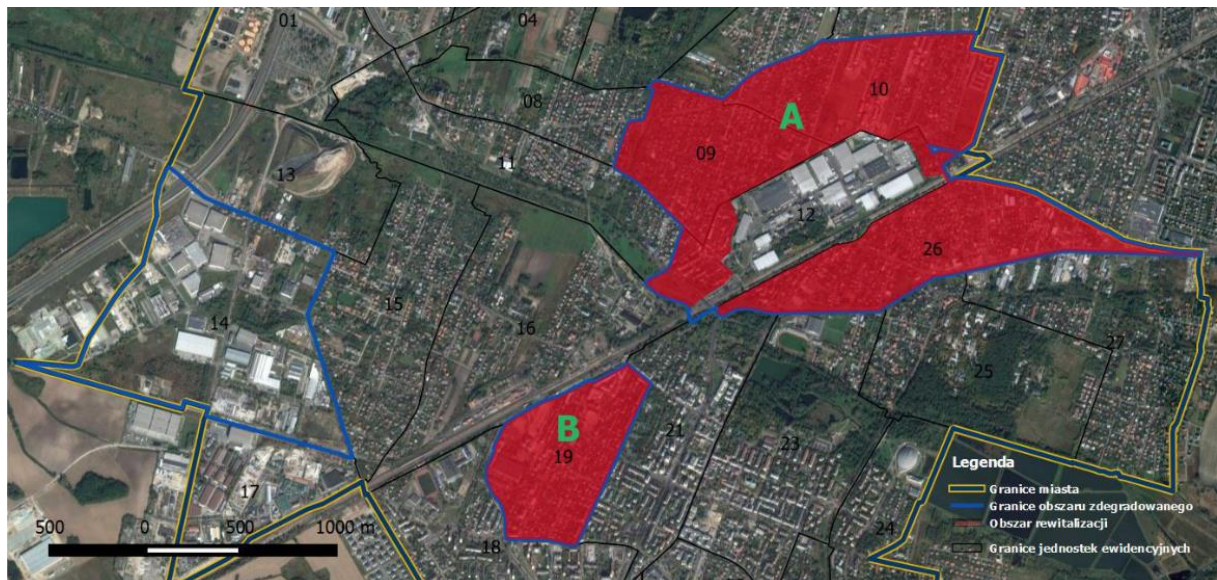 01
04
08
10
A
09
11
13
12
26
14
15
16
25
27
B
19
21
23
17
18
24
Legenda
Granice miasta
Granice obszaru zdegradowanego
Obszar rewitalizacji
Granice jednostek ewidencyjnych
500 0 500 1000 m